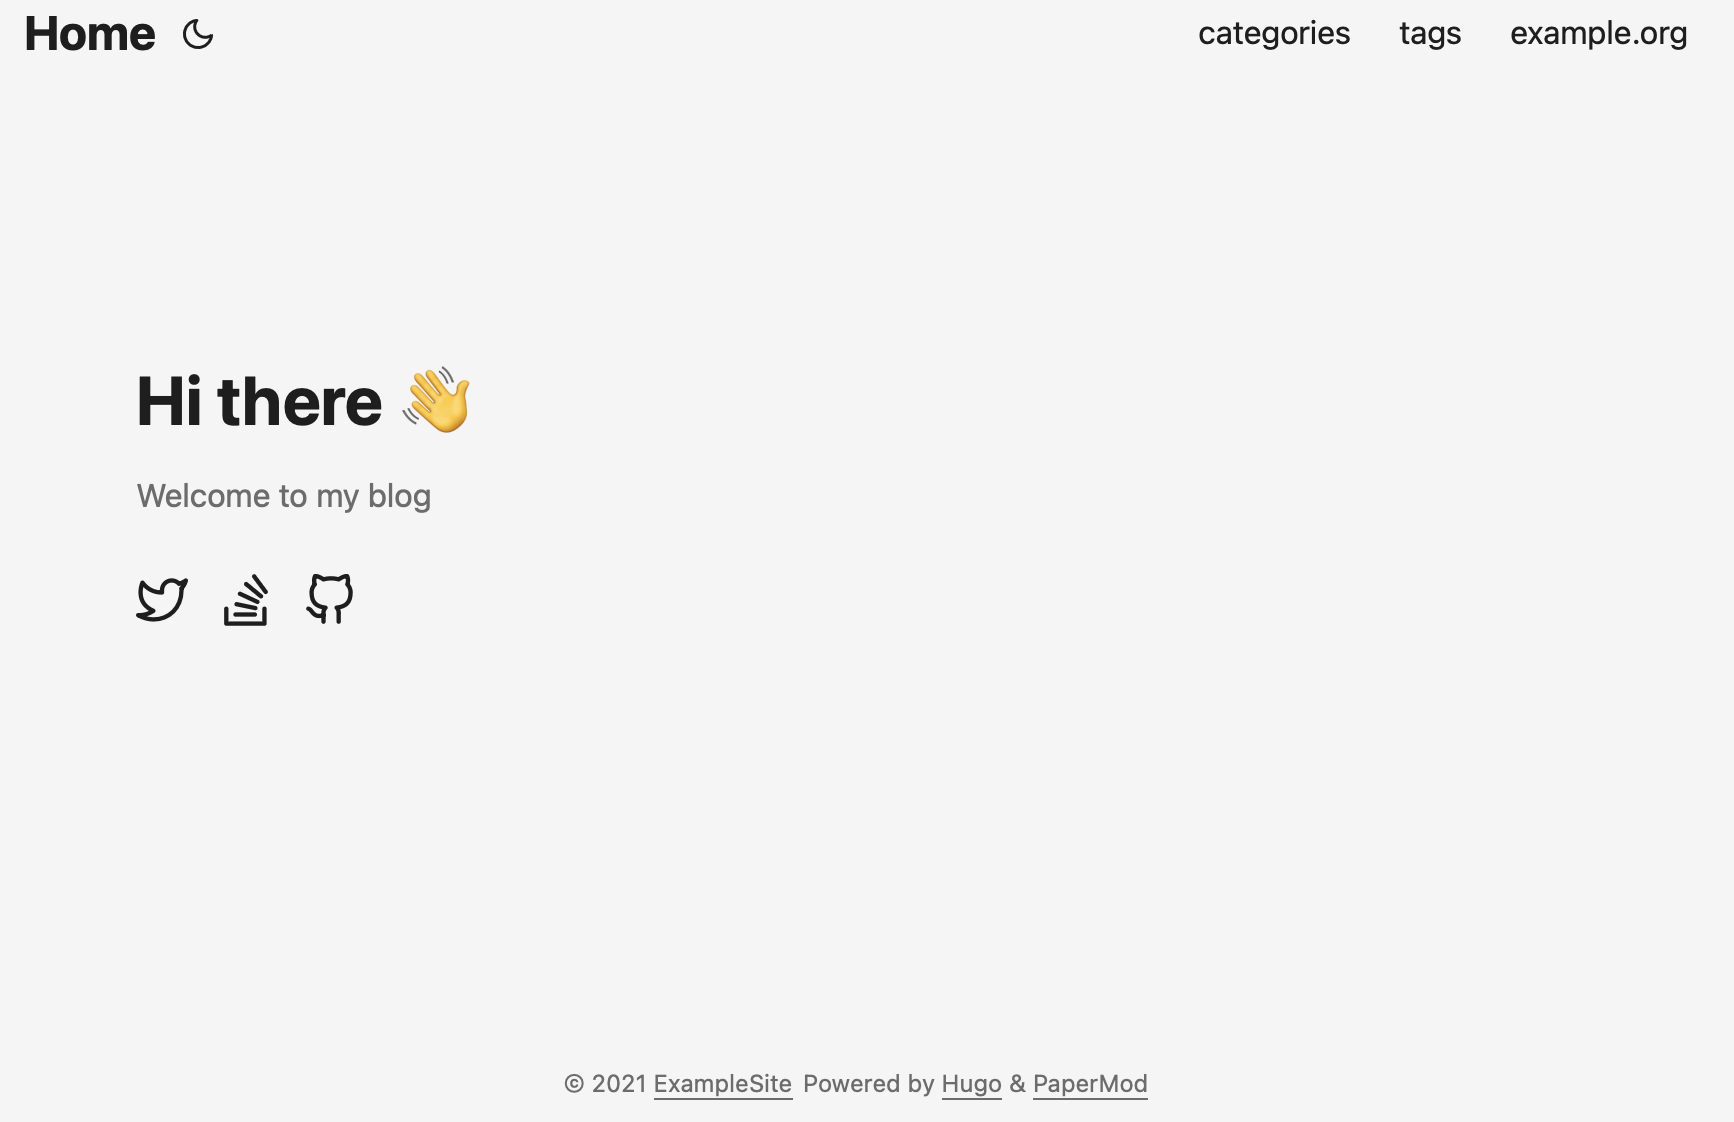 Home
categories tags example.org
Hi there 👋
Welcome to my blog
© 2021 ExampleSite Powered by Hugo & PaperMod